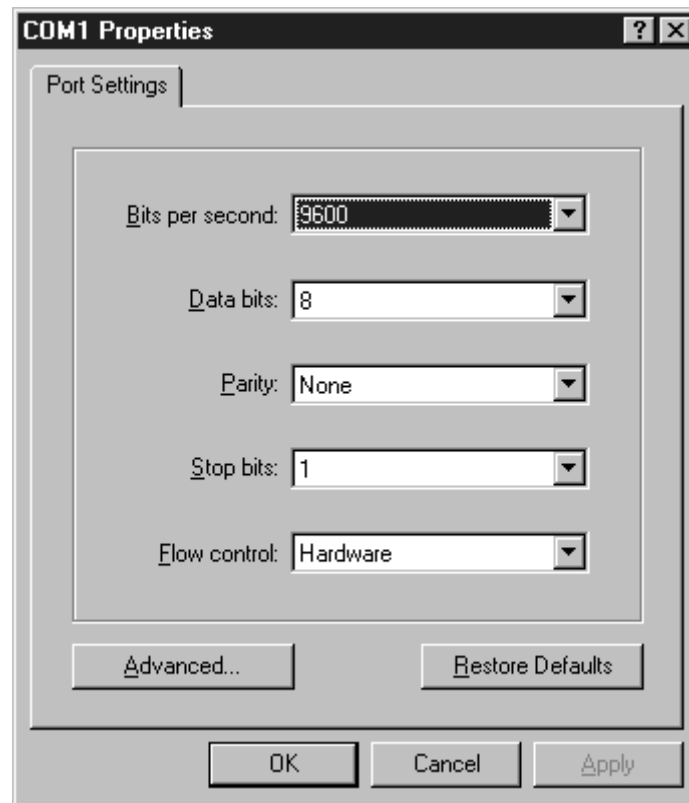 COM1 Properties
Port Settings
Bits per second: 9600
Data bits: 8
Parity: None
Stop bits: 1
Flow control: Hardware
Advanced... Restore Defaults
OK Cancel Apply